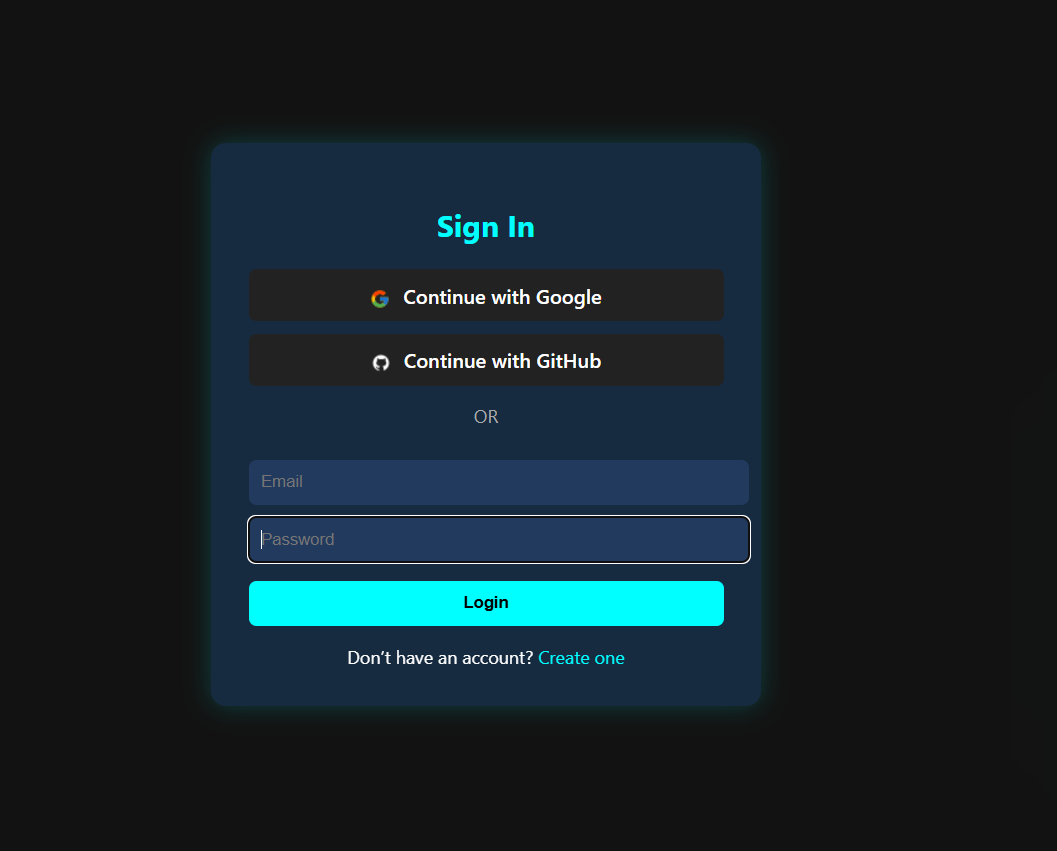 Sign In
Continue with Google
Continue with GitHub
OR
Email
Password
Login
Don’t have an account? Create one